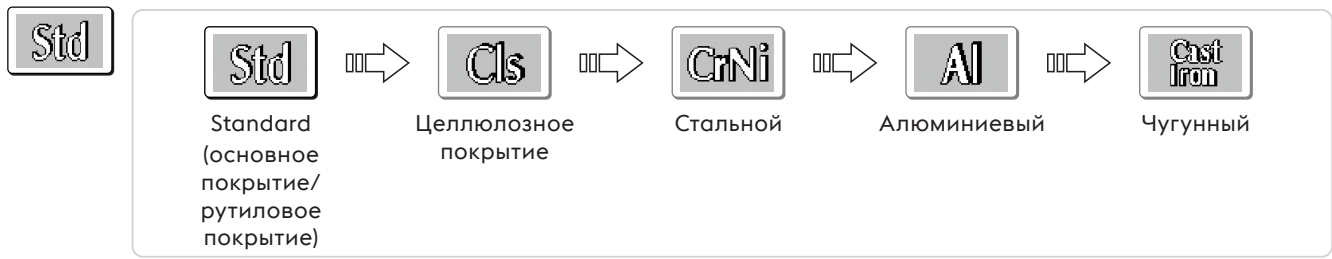 Std
Std
Cls
CrNi
Al
Cast
Iron
Standard
(основное
покрытие/
рутиловое
покрытие)
Целлюлозное
покрытие
Стальной
Алюминиевый
Чугунный